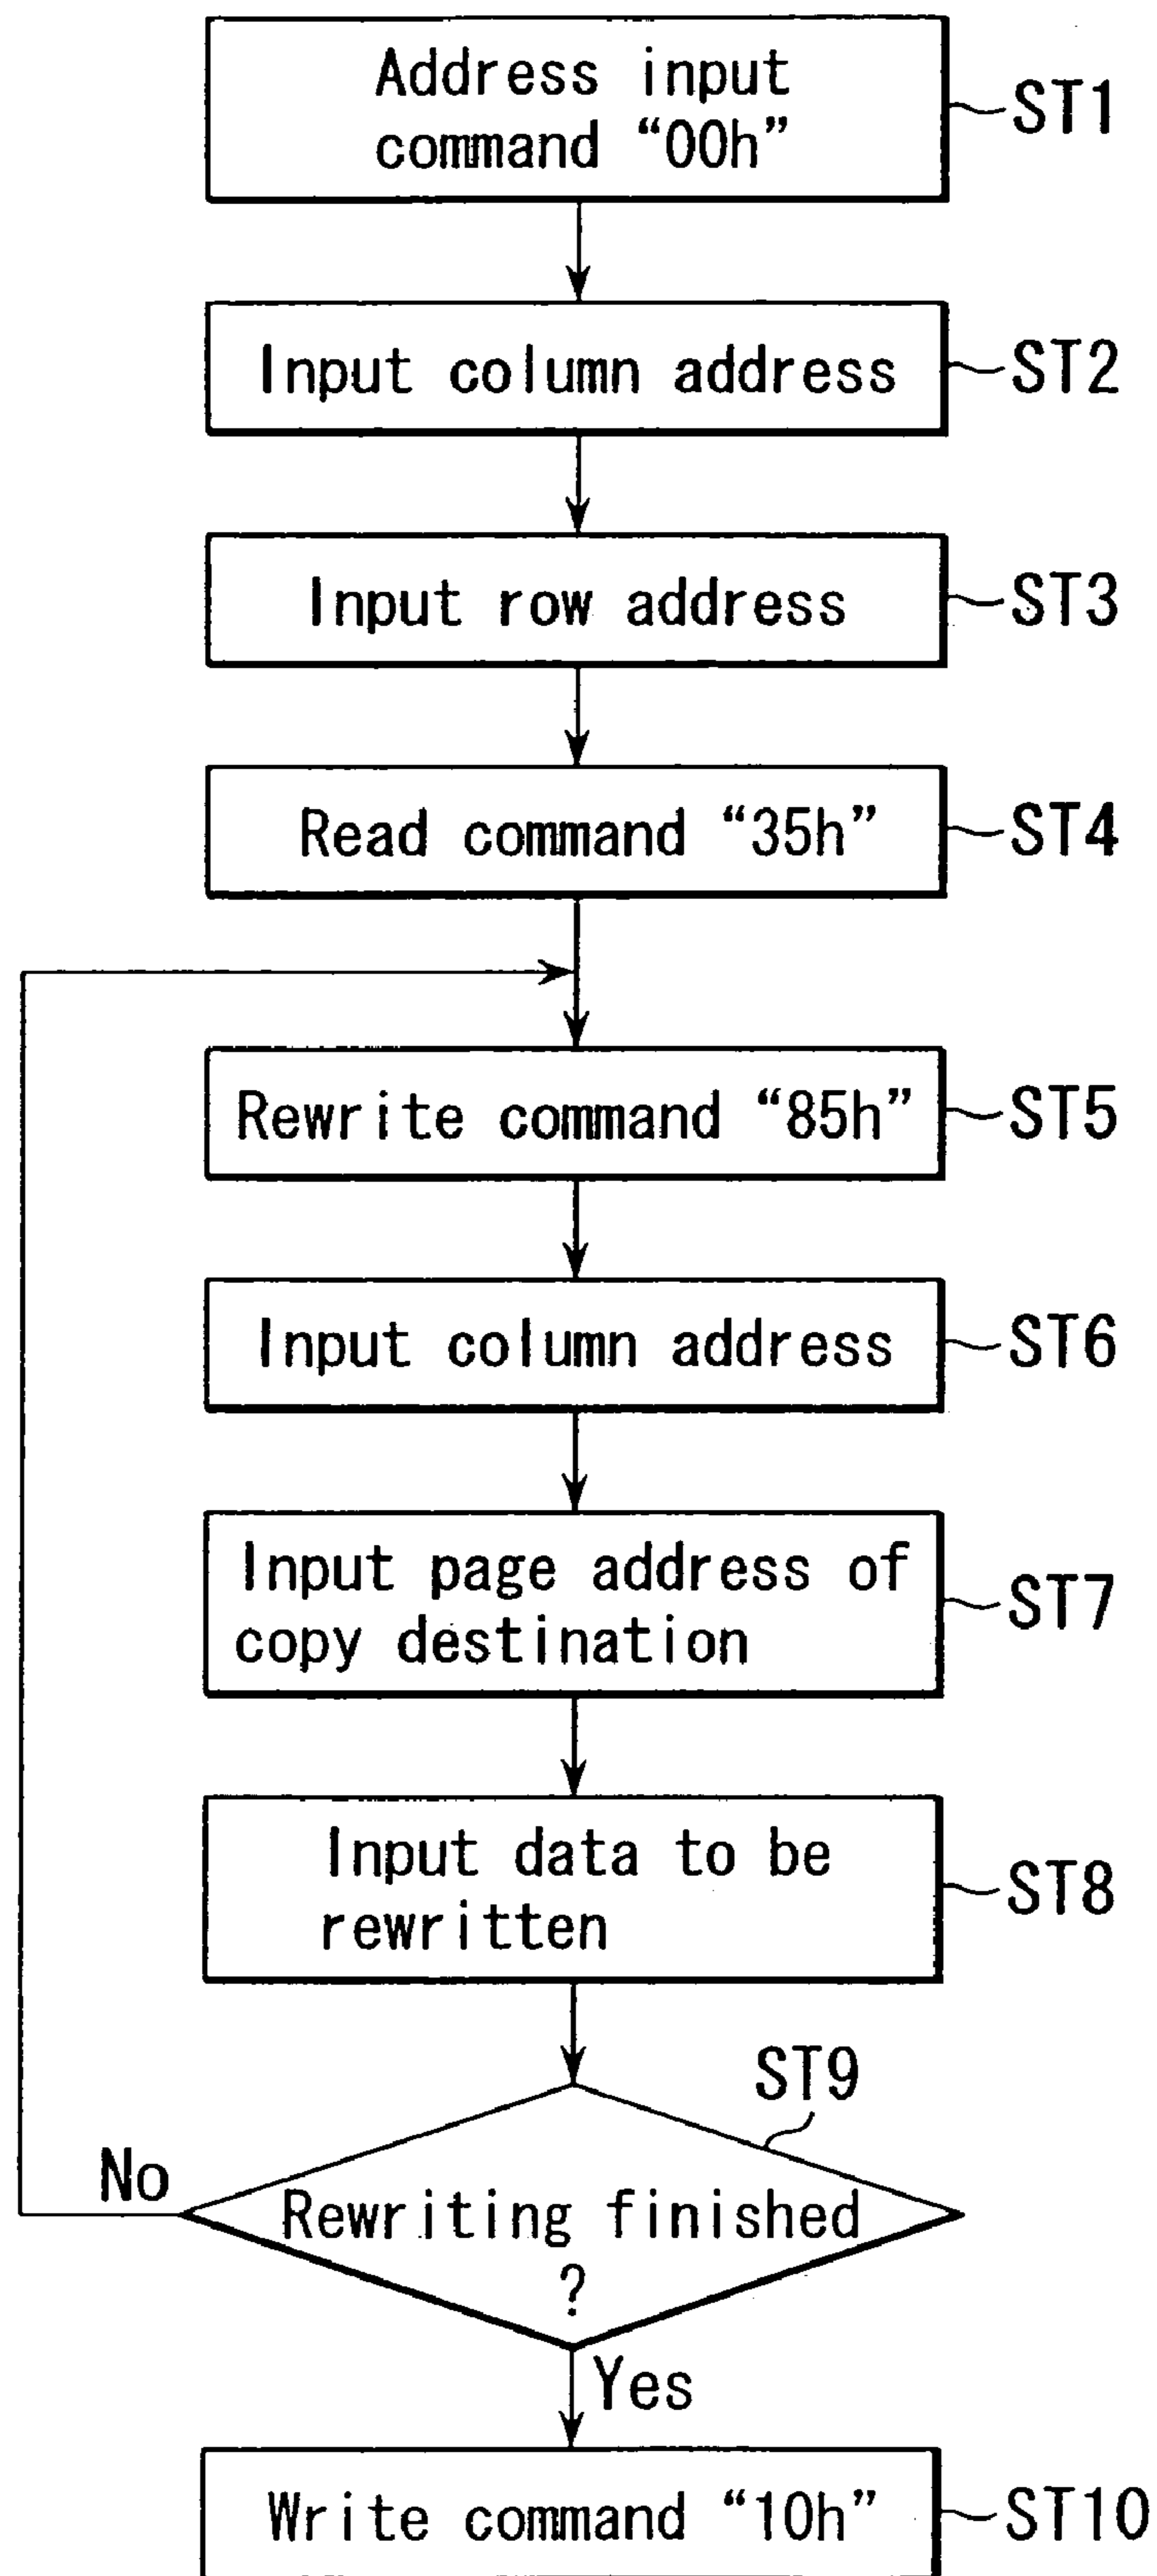 Address input
command “00h”
ST1
Input column address
ST2
Input row address
ST3
Read command “35h”
ST4
Rewrite command “85h”
ST5
Input column address
ST6
Input page address of
copy destination
ST7
Input data to be
rewritten
ST8
ST9
No
Rewriting finished
?
Yes
Write command “10h”
ST10